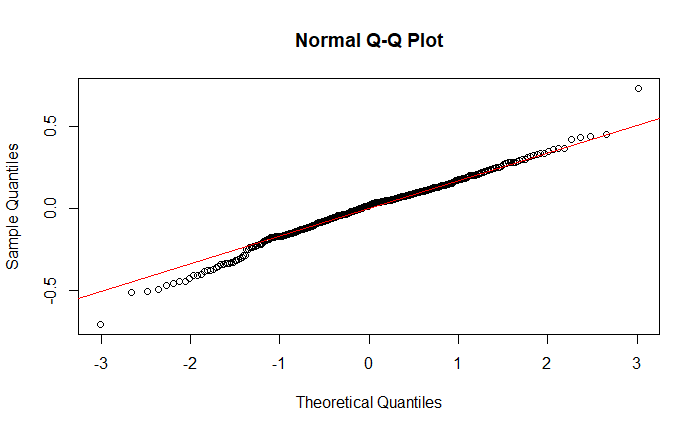 Normal Q-Q Plot
Sample Quantiles
0.5
0.0
-0.5
-3 -2 -1 0 1 2 3
Theoretical Quantiles